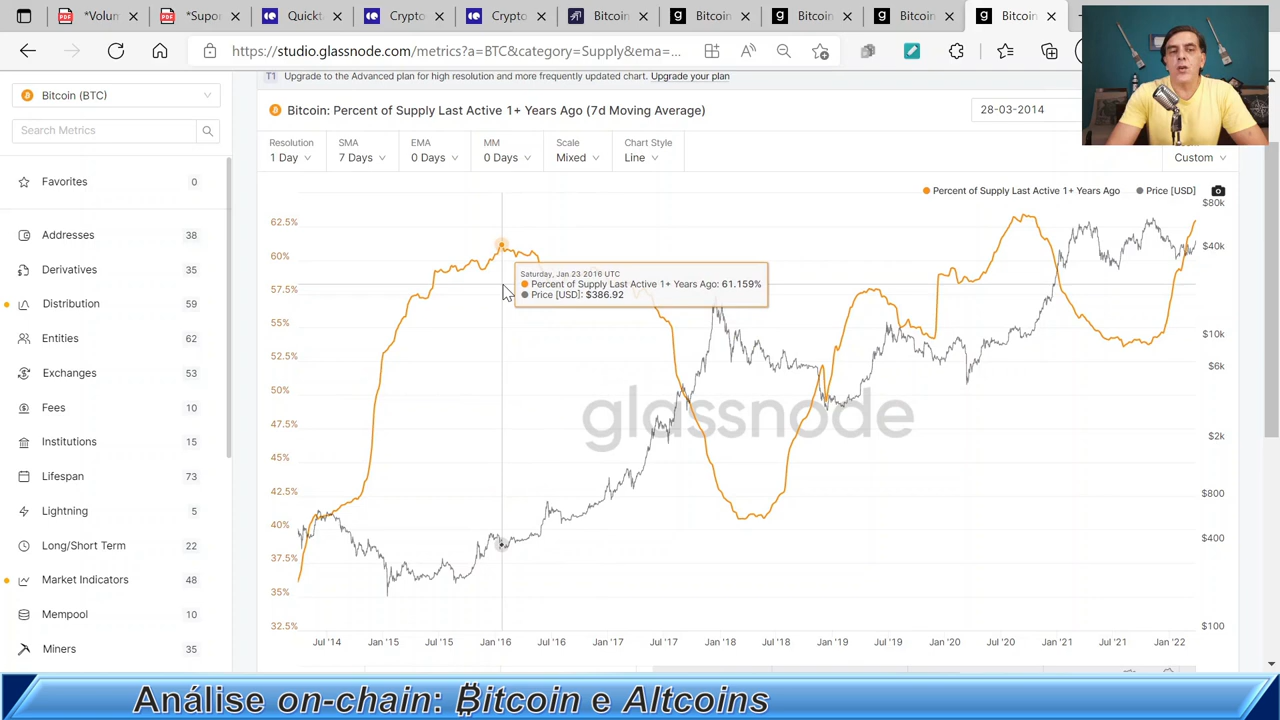 *Mu
*Supo
Quickt
Crypto
Crypto
Bitcoin
Bitcoin
Bitcoin
Bitcoin
Bitcoin
https://studio.glassnode.com/metrics?a=BTC&category=Supply&ema=...
Bitcoin (BTC)
Search Metrics
Favorites 0
Addresses 38
Derivatives 35
Distribution 59
Entities 62
Exchanges 53
Fees 10
Institutions 15
Lifespan 73
Lightning 5
Long/Short Term 22
Market Indicators 48
Mempool 10
Miners 35
T1 Upgrade to the Advanced plan for high resolution and more frequently updated chart. Upgrade your plan
Bitcoin: Percent of Supply Last Active 1+ Years Ago (7d Moving Average)
28-03-2014
Resolution SMA EMA MM Scale Chart Style
1 Day 7 Days 0 Days 0 Days Mixed Line Custom
Percent of Supply Last Active 1+ Years Ago Price [USD]
62.5%
60%
57.5%
55%
52.5%
50%
47.5%
45%
42.5%
40%
37.5%
35%
32.5%
$80k
$40k
$10k
$6k
$2k
$800
$400
$100
Saturday, Jan 23 2016 UTC
Percent of Supply Last Active 1+ Years Ago: 61.159%
Price [USD]: $386.92
glassnode
Jul '14 Jan '15 Jul '15 Jan '16 Jul '16 Jan '17 Jul '17 Jan '18 Jul '18 Jan '19 Jul '19 Jan '20 Jul '20 Jan '21 Jul '21 Jan '22
Análise on-chain: ₿itcoin e Altcoins